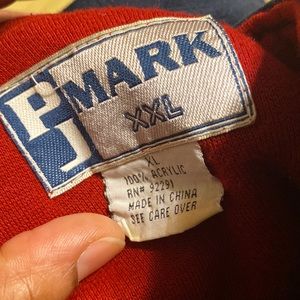 PJ MARK
XXL
XL
100% ACRYLIC
RN# 92291
MADE IN CHINA
SEE CARE OVER